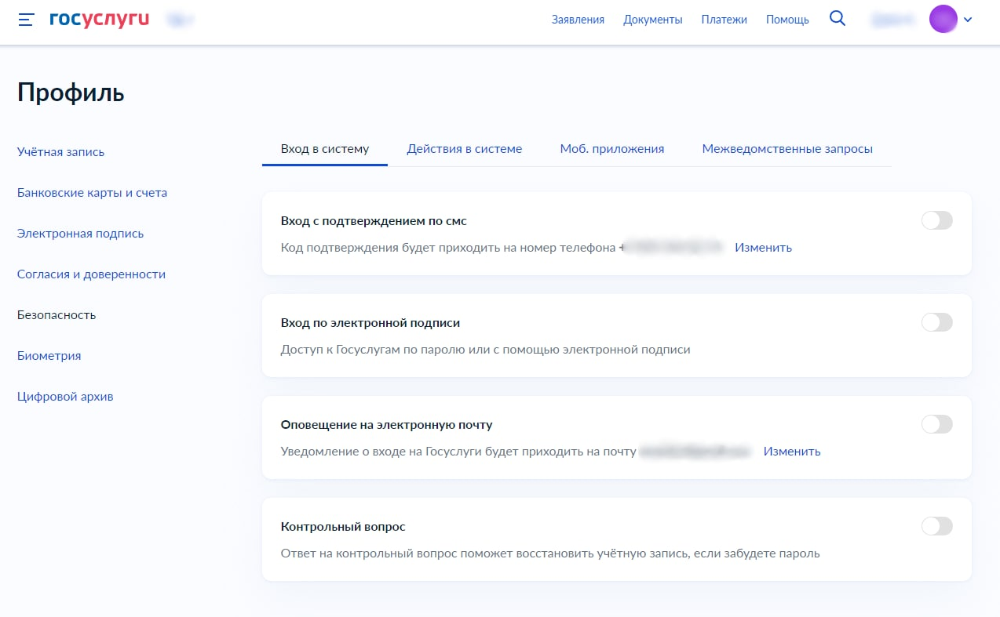 госуслуги
Заявления Документы Платежи Помощь
Профиль
Учётная запись
Банковские карты и счета
Электронная подпись
Согласия и доверенности
Безопасность
Биометрия
Цифровой архив
Вход в систему Действия в системе Моб. приложения Межведомственные запросы
Вход с подтверждением по смс
Код подтверждения будет приходить на номер телефона + Изменить
Вход по электронной подписи
Доступ к Госуслугам по паролю или с помощью электронной подписи
Оповещение на электронную почту
Уведомление о входе на Госуслуги будет приходить на почту Изменить
Контрольный вопрос
Ответ на контрольный вопрос поможет восстановить учётную запись, если забудете пароль